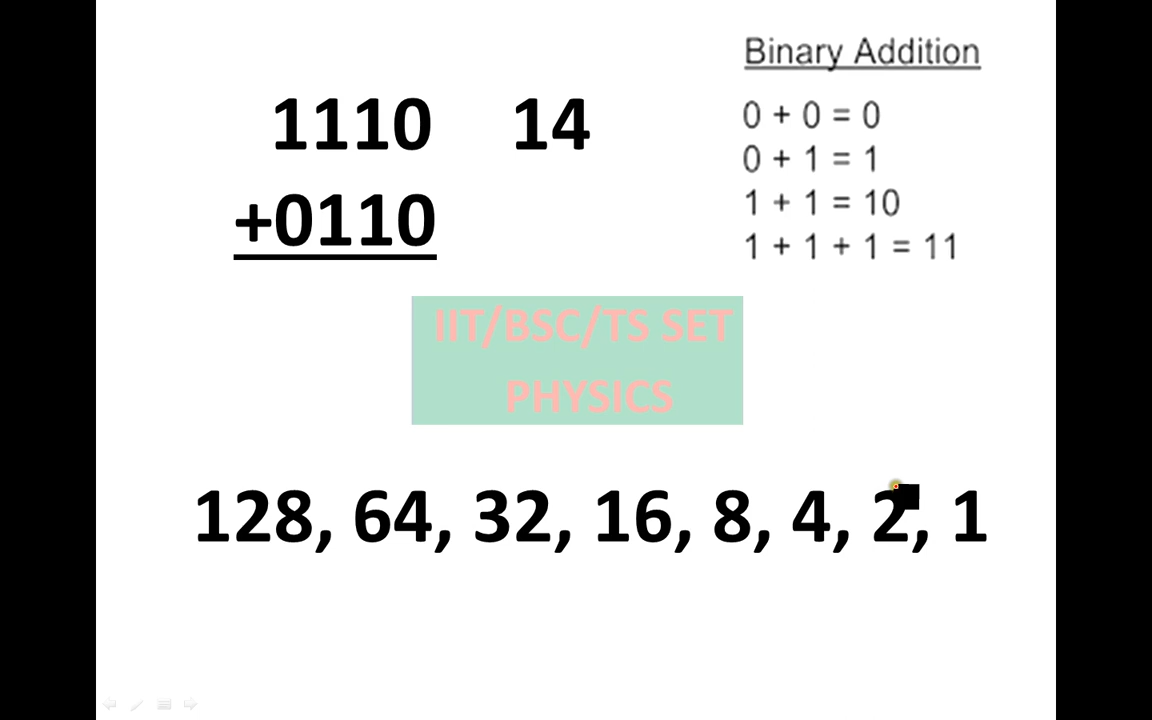 1110 14
+0110
Binary Addition
0 + 0 = 0
0 + 1 = 1
1 + 1 = 10
1 + 1 + 1 = 11
IIT/BSC/TS SET
PHYSICS
128, 64, 32, 16, 8, 4, 2, 1